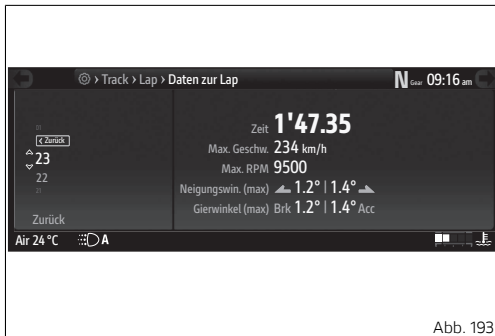 › Track › Lap › Daten zur Lap
N Gear 09:16 am
01
‹ Zurück
23
22
21
Zurück
Zeit 1'47.35
Max. Geschw. 234 km/h
Max. RPM 9500
Neigungswin. (max) 1.2° | 1.4°
Gierwinkel (max) Brk 1.2° | 1.4° Acc
Air 24 °C A
Abb. 193